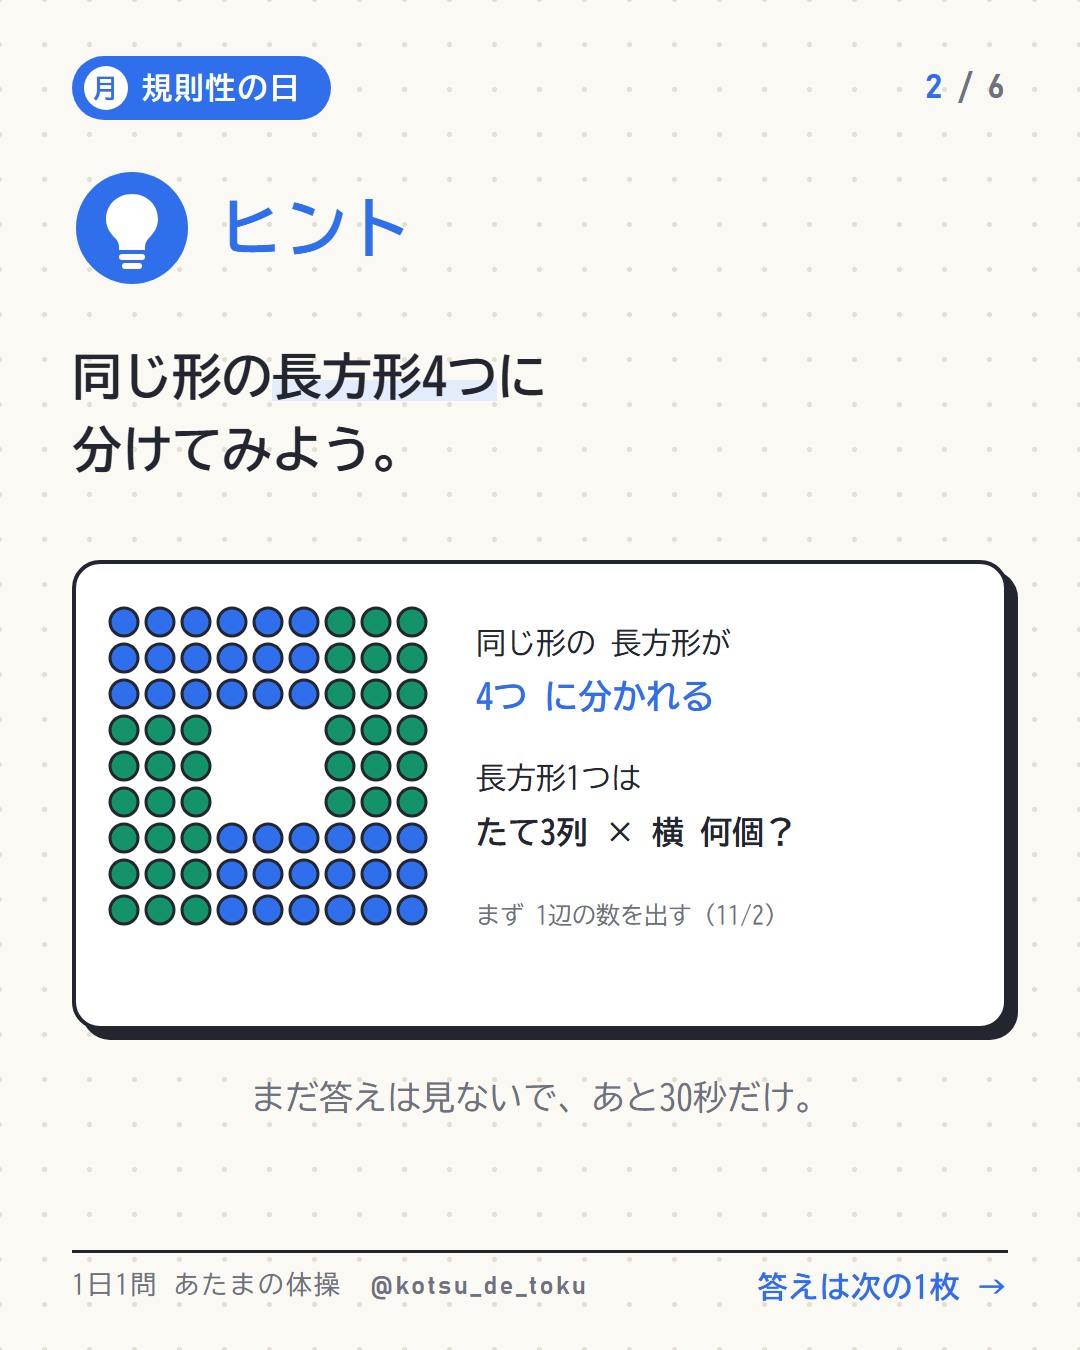 月 規則性の日
2 / 6
ヒント
同じ形の長方形4つに
分けてみよう。
同じ形の 長方形が
4つ に分かれる
長方形1つは
たて3列 × 横 何個？
まず 1辺の数を出す（11/2）
まだ答えは見ないで、あと30秒だけ。
1日1問 あたまの体操 @kotsu_de_toku
答えは次の1枚 →